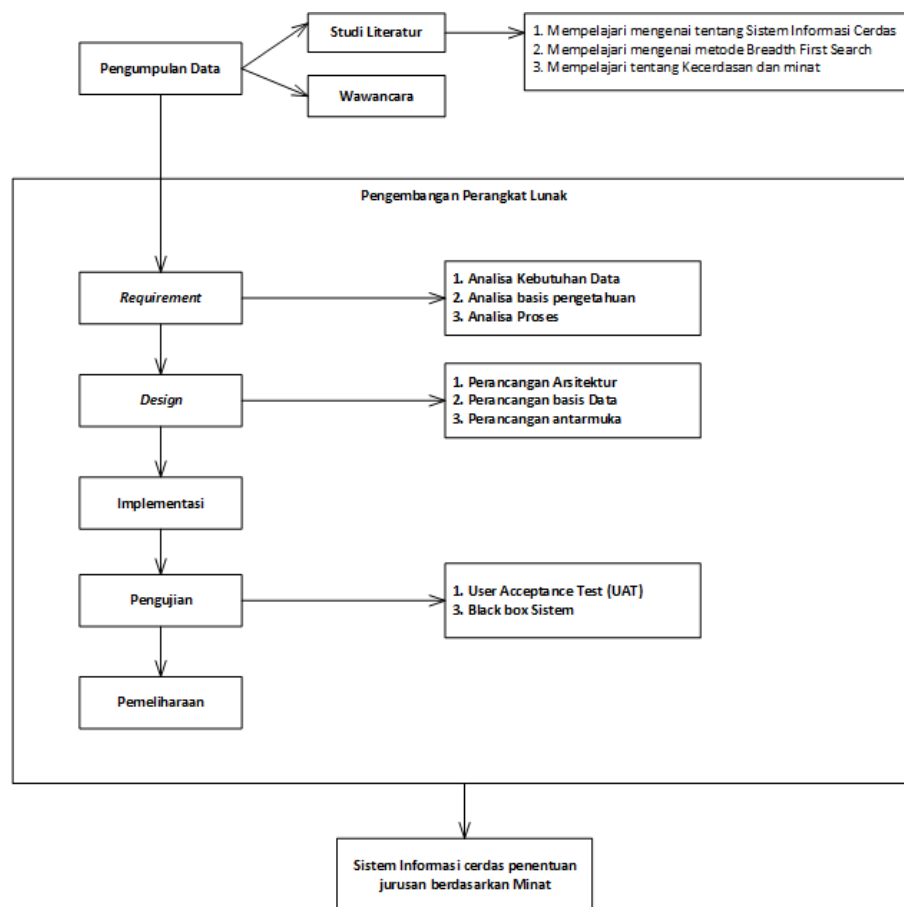 Studi Literatur
1. Mempelajari mengenai tentang Sistem Informasi Cerdas
2. Mempelajari mengenai metode Breadth First Search
3. Mempelajari tentang Kecerdasan dan minat
Pengumpulan Data
Wawancara
Pengembangan Perangkat Lunak
Requirement
1. Analisa Kebutuhan Data
2. Analisa basis pengetahuan
3. Analisa Proses
Design
1. Perancangan Arsitektur
2. Perancangan basis Data
3. Perancangan antarmuka
Implementasi
Pengujian
1. User Acceptance Test (UAT)
3. Black box Sistem
Pemeliharaan
Sistem Informasi cerdas penentuan
jurusan berdasarkan Minat